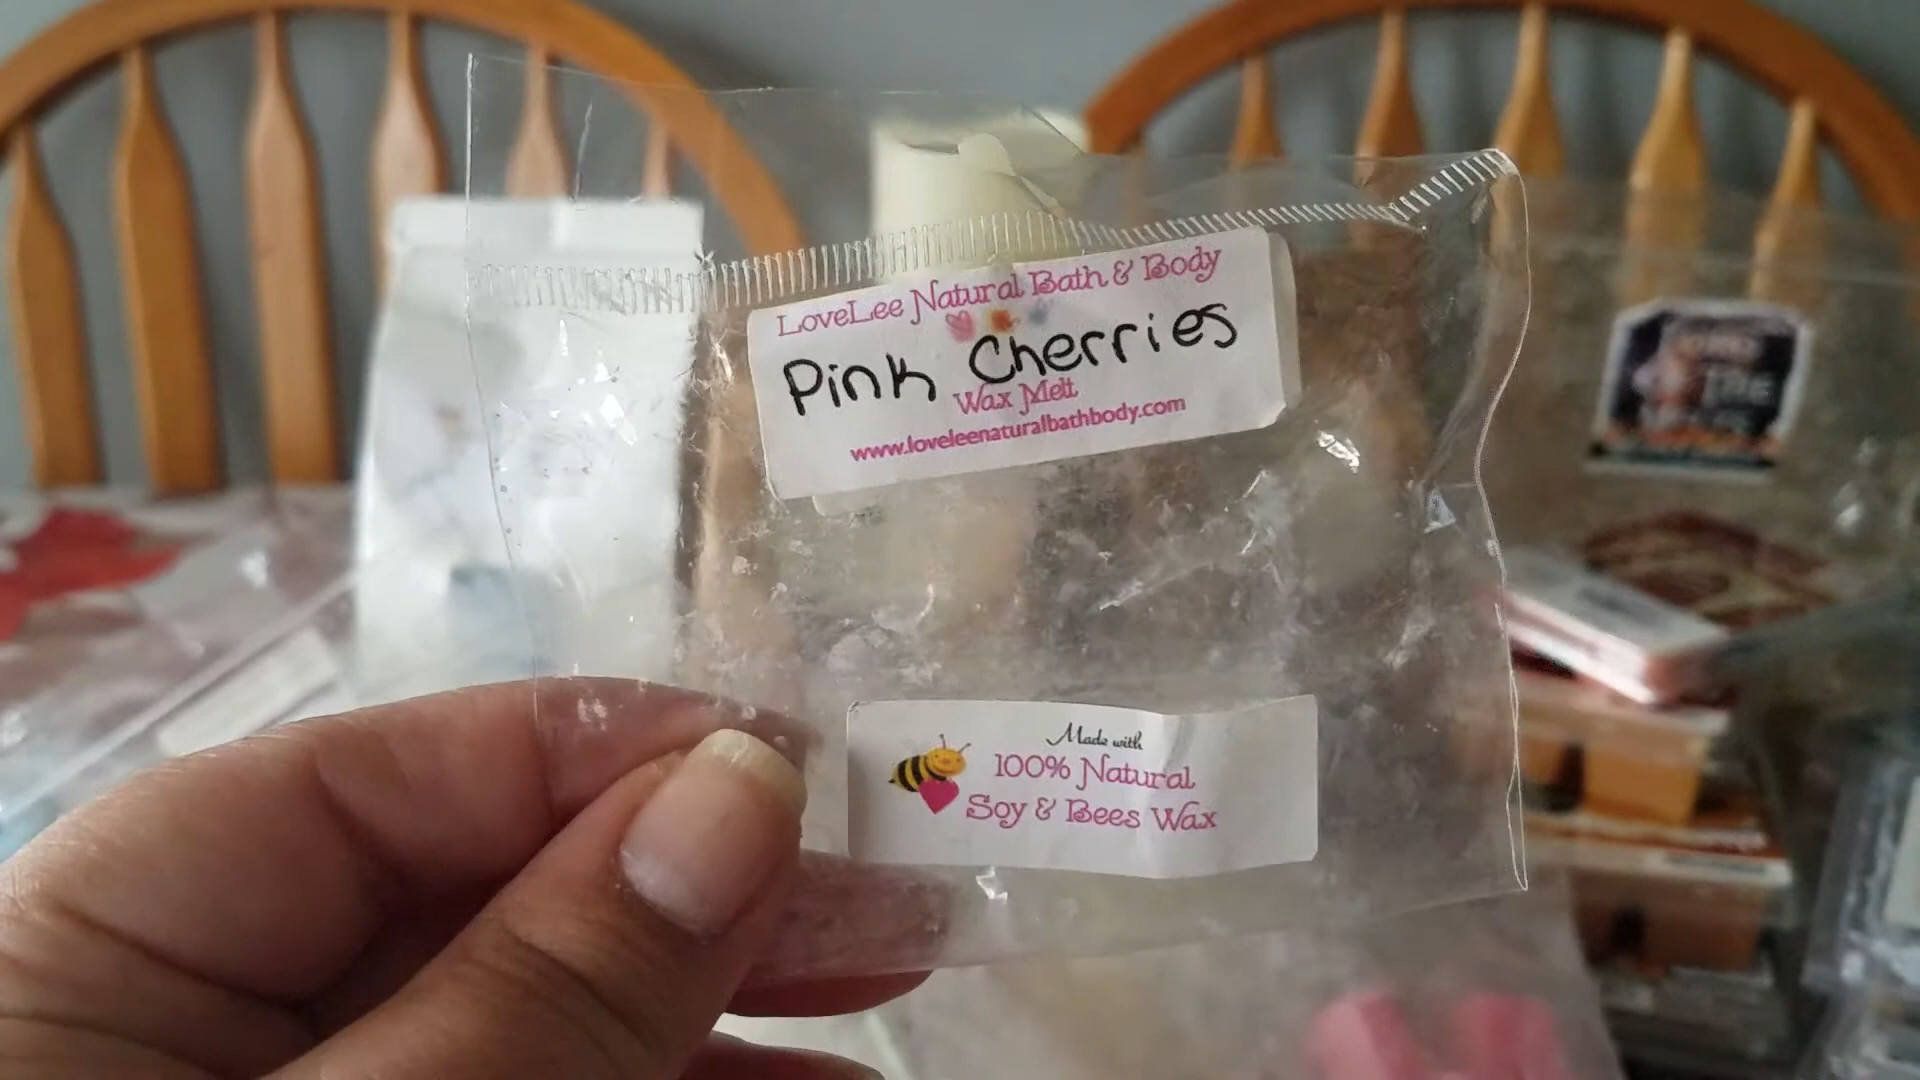 LoveLee Natural Bath & Body
Pink Cherries
Wax Melt
www.loveleenaturalbathbody.com
Made with
100% Natural
Soy & Bees Wax